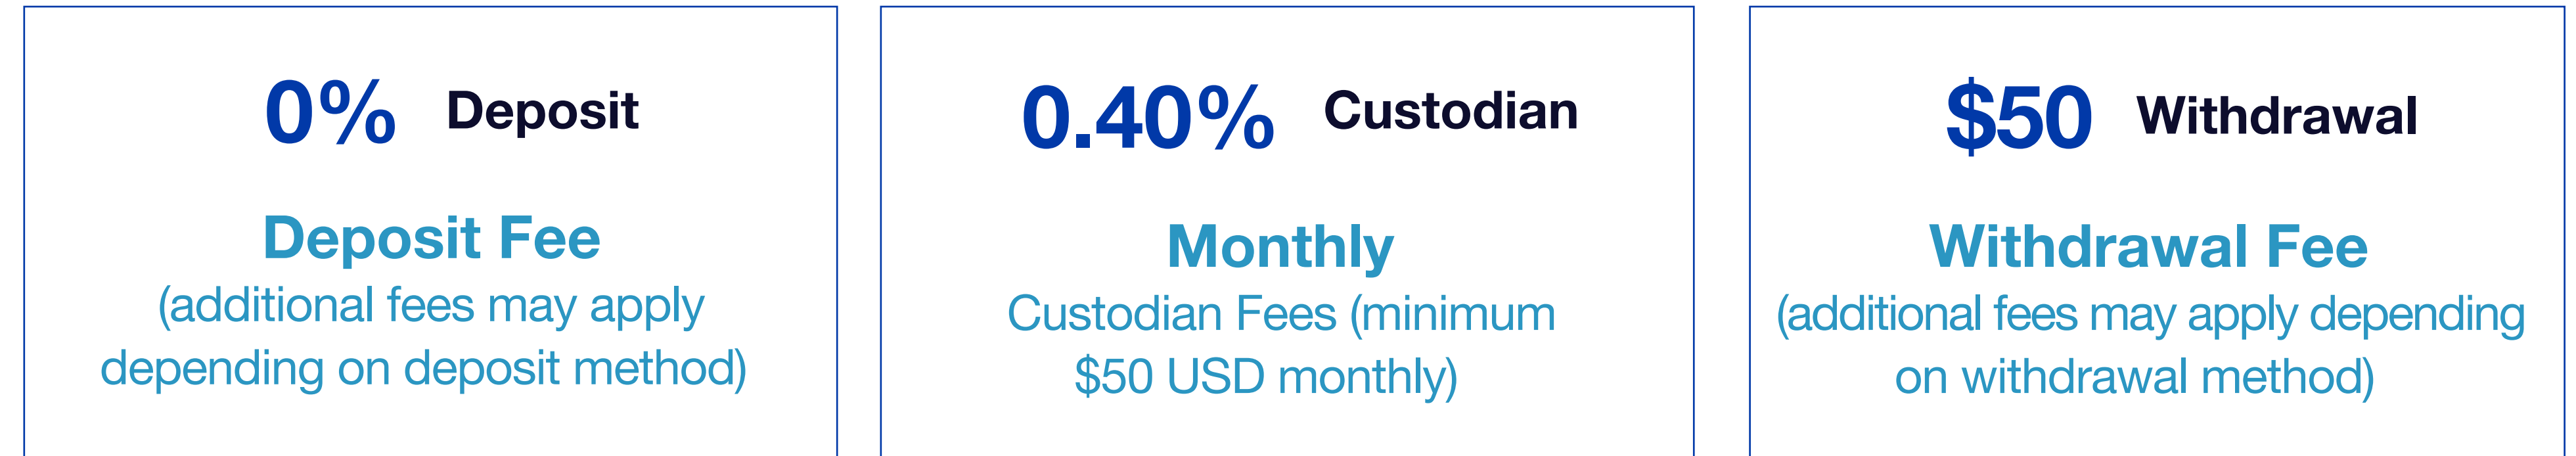 0% Deposit
Deposit Fee
(additional fees may apply
depending on deposit method)
0.40% Custodian
Monthly
Custodian Fees (minimum
$50 USD monthly)
$50 Withdrawal
Withdrawal Fee
(additional fees may apply depending
on withdrawal method)